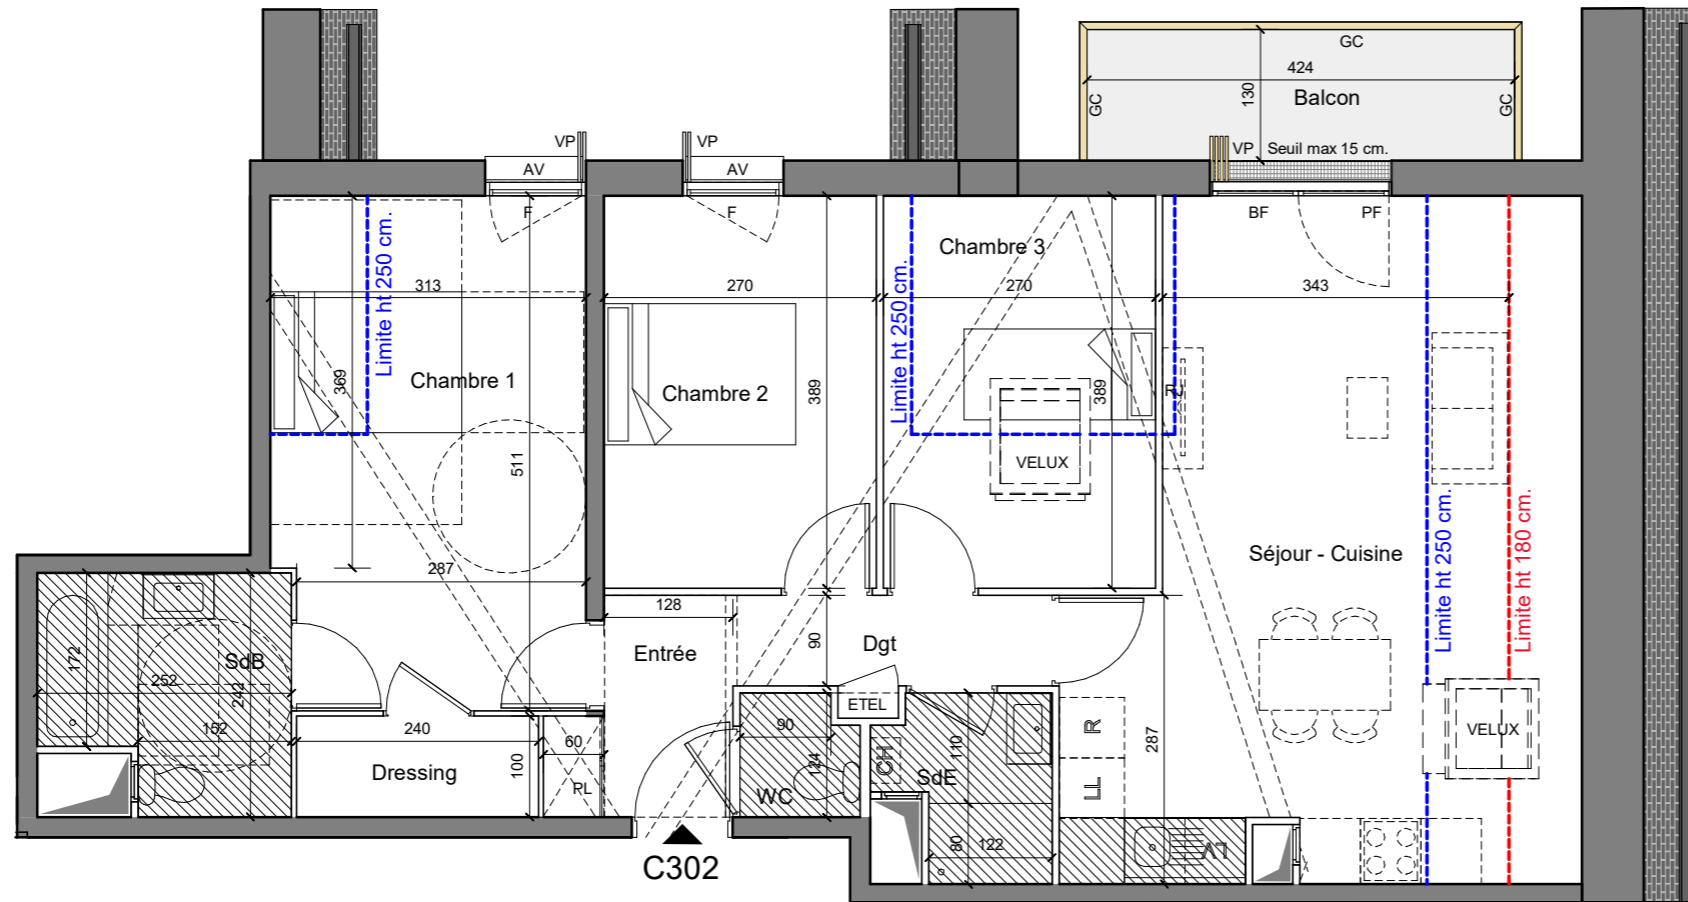 GC
424
GC
130
Balcon
GC
VP
VP
VP
Seuil max 15 cm.
AV
AV
F
F
BF
PF
Limite ht 250 cm.
Chambre 3
313
270
270
343
Limite ht 250 cm.
369
Chambre 1
Chambre 2
389
389
511
VELUX
Limite ht 250 cm.
Limite ht 180 cm.
Séjour - Cuisine
287
128
90
Entrée
Dgt
172
SdB
252
242
152
240
60
100
Dressing
PL
ETEL
90
124
WC
CH
110
SdE
80
122
R
LL
287
LV
VELUX
C302